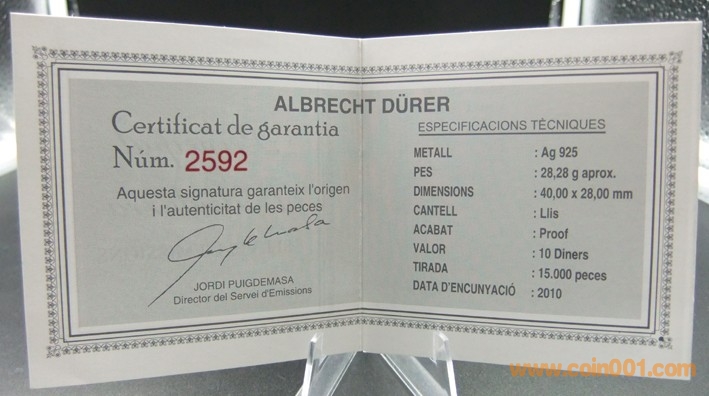 ALBRECHT DÜRER
Certificat de garantia
Núm. 2592
Aquesta signatura garanteix l'origen
i l'autenticitat de les peces
JORDI PUIGDEMASA
Director del Servei d'Emissions
ESPECIFICACIONS TÈCNIQUES
METALL : Ag 925
PES : 28,28 g aprox.
DIMENSIONS : 40,00 x 28,00 mm
CANTELL : Llis
ACABAT : Proof
VALOR : 10 Diners
TIRADA : 15.000 peces
DATA D'ENCUNYACIÓ : 2010
www.coin001.com